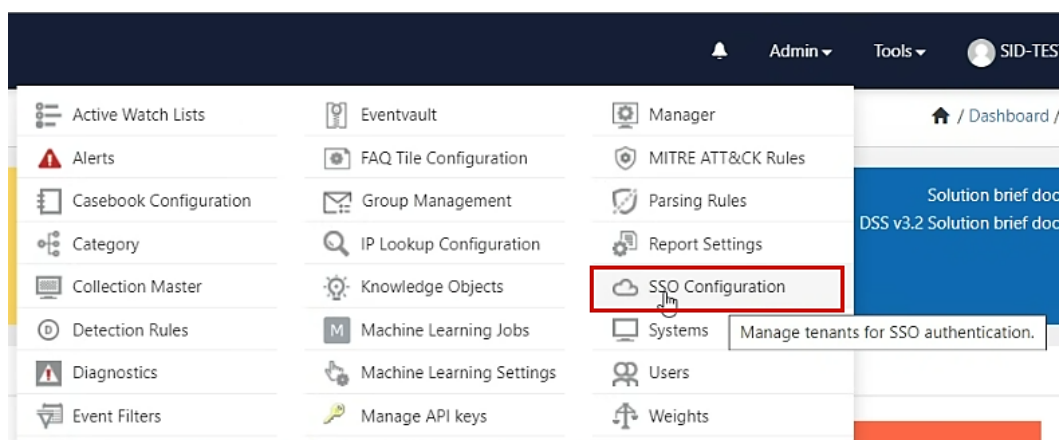 Admin
Tools
SID-TES
Active Watch Lists
Alerts
Casebook Configuration
Category
Collection Master
Detection Rules
Diagnostics
Event Filters
Eventvault
FAQ Tile Configuration
Group Management
IP Lookup Configuration
Knowledge Objects
M Machine Learning Jobs
Machine Learning Settings
Manage API keys
Manager
MITRE ATT&CK Rules
Parsing Rules
Report Settings
SSO Configuration
Systems
Users
Weights
Manage tenants for SSO authentication.
/ Dashboard /
Solution brief doc
DSS v3.2 Solution brief doc